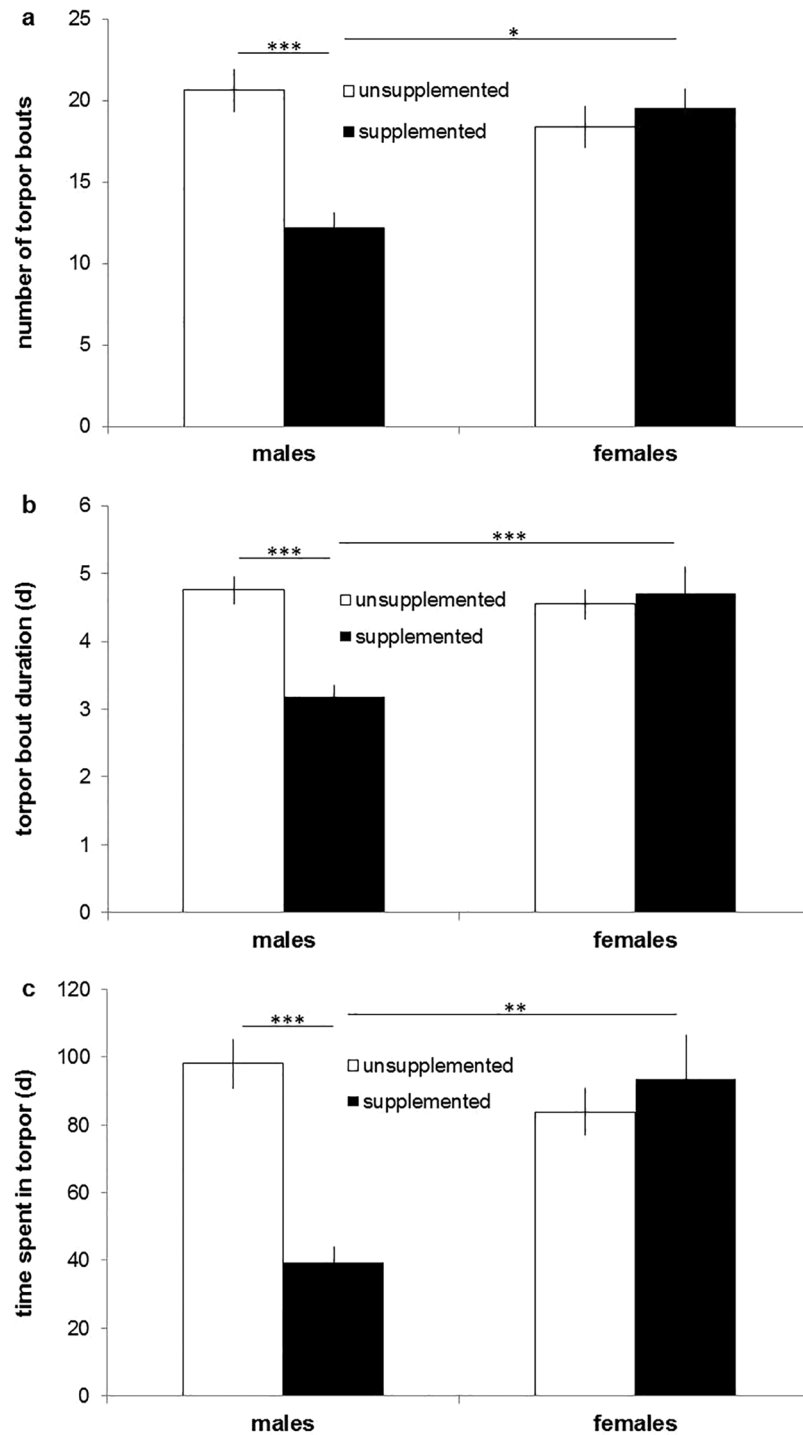 a
number of torpor bouts
25
20
15
10
5
0
***
*
unsupplemented
supplemented
males
females
b
torpor bout duration (d)
6
5
4
3
2
1
0
***
***
unsupplemented
supplemented
males
females
c
time spent in torpor (d)
120
100
80
60
40
20
0
***
**
unsupplemented
supplemented
males
females